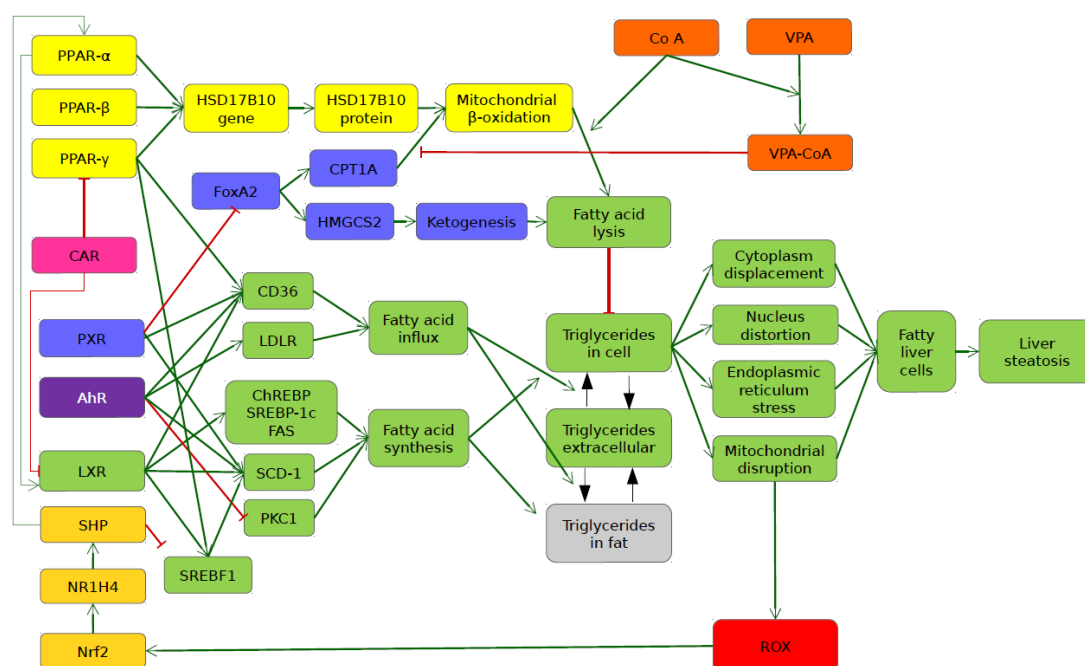 Co A
VPA
PPAR-α
PPAR-β
PPAR-γ
HSD17B10
gene
HSD17B10
protein
Mitochondrial
β-oxidation
VPA-CoA
CPT1A
FoxA2
HMGCS2
Ketogenesis
Fatty acid
lysis
CAR
Cytoplasm
displacement
CD36
PXR
LDLR
Fatty acid
influx
Triglycerides
in cell
Nucleus
distortion
Fatty
liver
cells
Liver
steatosis
AhR
ChREBP
SREBP-1c
FAS
Endoplasmic
reticulum
stress
Fatty acid
synthesis
Triglycerides
extracellular
Mitochondrial
disruption
LXR
SCD-1
PKC1
SHP
Triglycerides
in fat
SREBF1
NR1H4
Nrf2
ROX